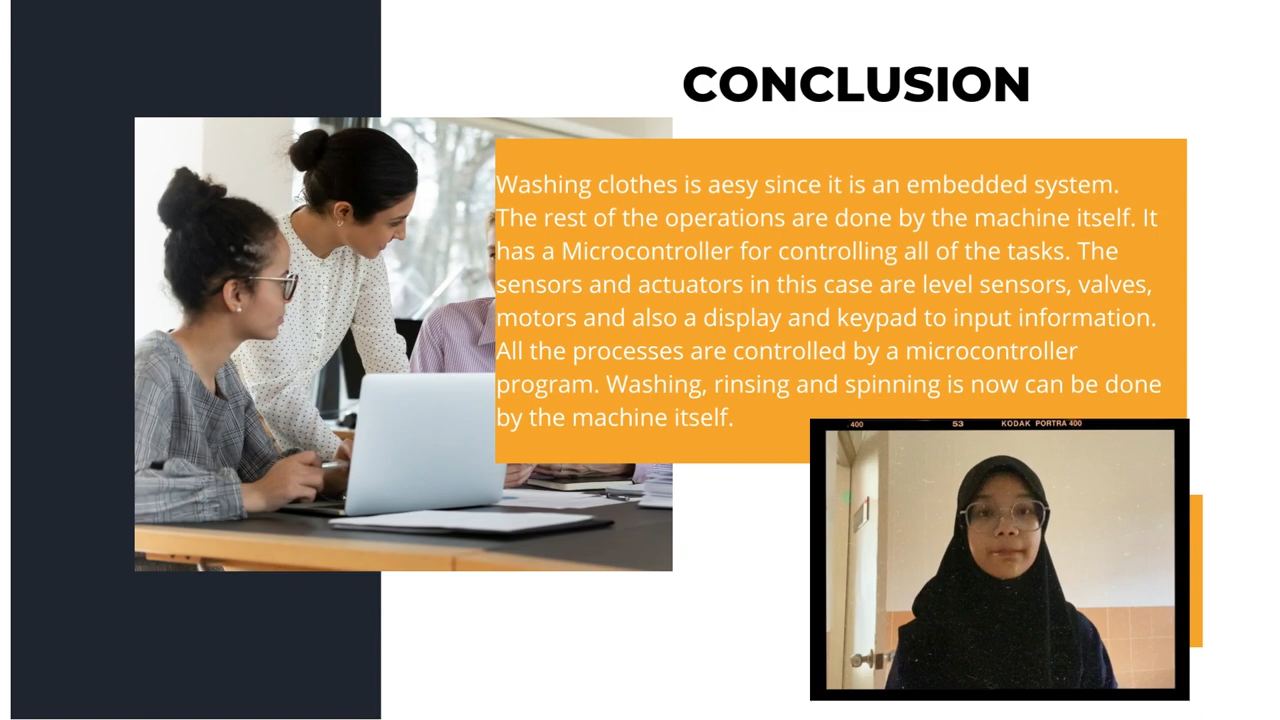 CONCLUSION
Washing clothes is aesy since it is an embedded system.
The rest of the operations are done by the machine itself. It
has a Microcontroller for controlling all of the tasks. The
sensors and actuators in this case are level sensors, valves,
motors and also a display and keypad to input information.
All the processes are controlled by a microcontroller
program. Washing, rinsing and spinning is now can be done
by the machine itself.
400 53 KODAK PORTRA 400